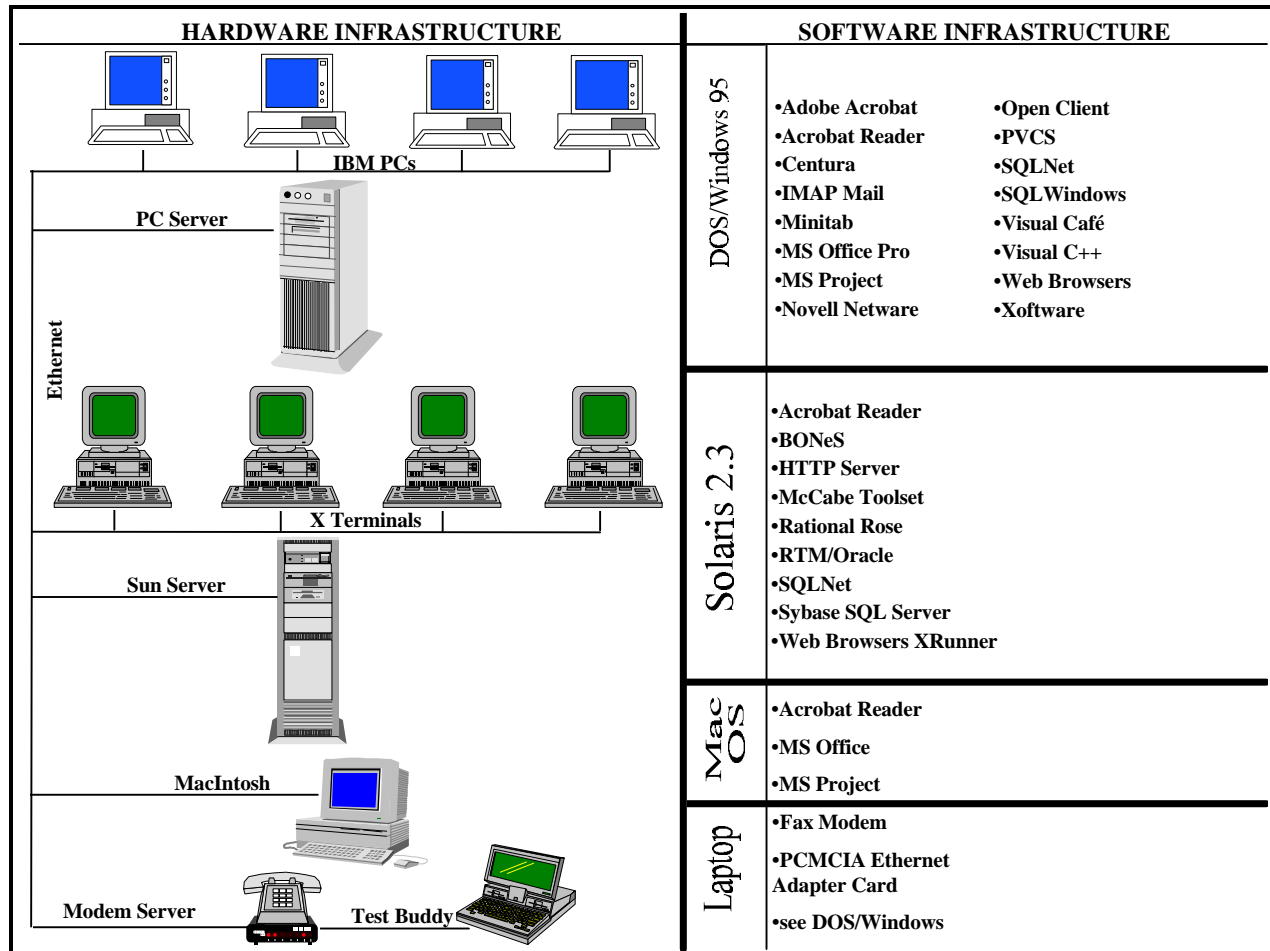 HARDWARE INFRASTRUCTURE
IBM PCs
PC Server
Ethernet
X Terminals
Sun Server
MacIntosh
Modem Server
Test Buddy
SOFTWARE INFRASTRUCTURE
DOS/Windows 95
•Adobe Acrobat
•Acrobat Reader
•Centura
•IMAP Mail
•Minitab
•MS Office Pro
•MS Project
•Novell Netware
•Open Client
•PVCS
•SQLNet
•SQLWindows
•Visual Café
•Visual C++
•Web Browsers
•Xoftware
Solaris 2.3
•Acrobat Reader
•BONeS
•HTTP Server
•McCabe Toolset
•Rational Rose
•RTM/Oracle
•SQLNet
•Sybase SQL Server
•Web Browsers XRunner
Mac
OS
•Acrobat Reader
•MS Office
•MS Project
Laptop
•Fax Modem
•PCMCIA Ethernet
Adapter Card
•see DOS/Windows